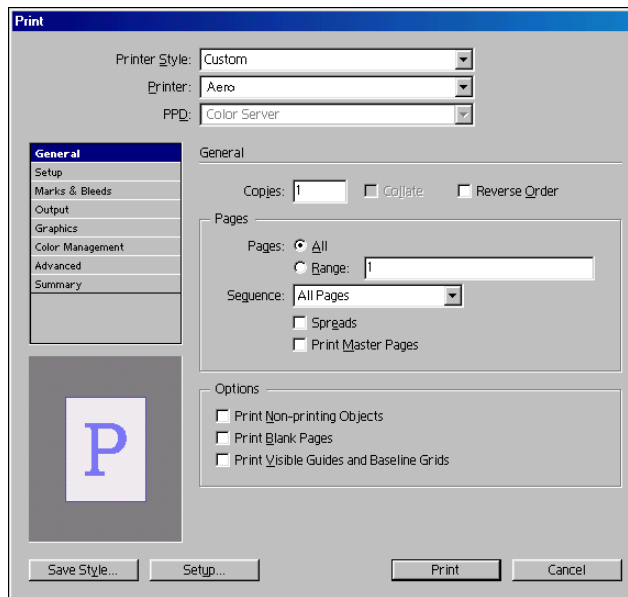 Print
Printer Style: Custom
Printer: Aero
PPD: Color Server
General
Setup
Marks & Bleeds
Output
Graphics
Color Management
Advanced
Summary
General
Copies: 1 Collate Reverse Order
Pages
Pages: All
Range: 1
Sequence: All Pages
Spreads
Print Master Pages
Options
Print Non-printing Objects
Print Blank Pages
Print Visible Guides and Baseline Grids
P
Save Style... Setup... Print Cancel